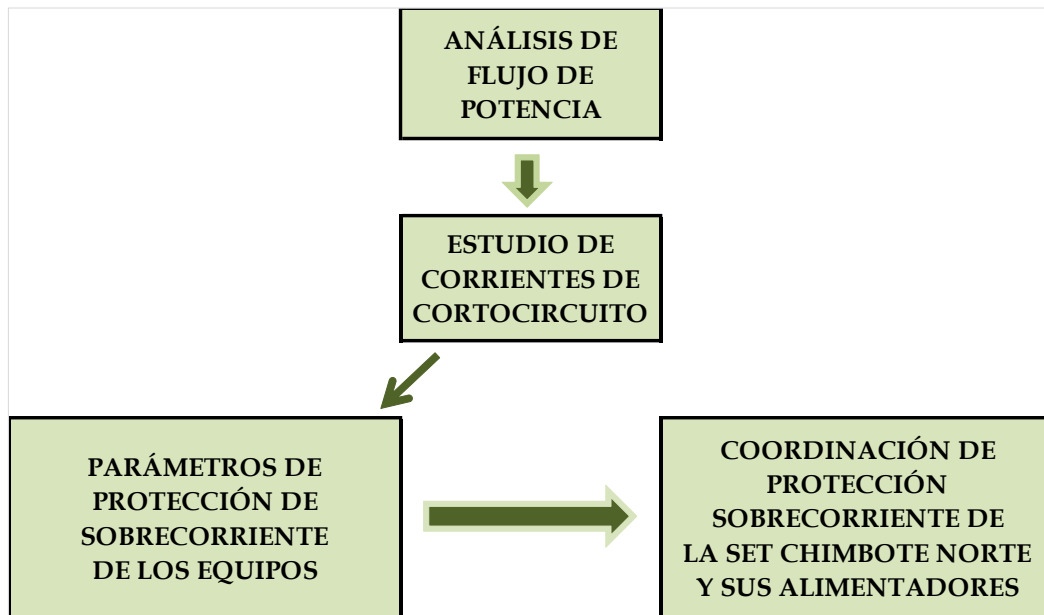 ANÁLISIS DE
FLUJO DE
POTENCIA
ESTUDIO DE
CORRIENTES DE
CORTOCIRCUITO
PARÁMETROS DE
PROTECCIÓN DE
SOBRECORRIENTE
DE LOS EQUIPOS
COORDINACIÓN DE
PROTECCIÓN
SOBRECORRIENTE DE
LA SET CHIMBOTE NORTE
Y SUS ALIMENTADORES